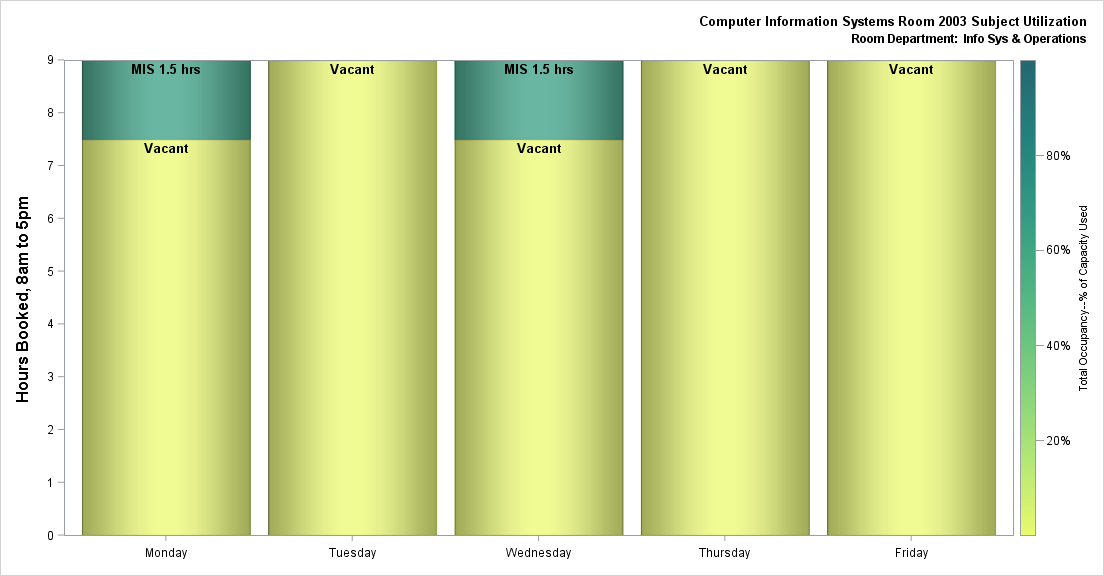 Computer Information Systems Room 2003 Subject Utilization
Room Department: Info Sys & Operations
Hours Booked, 8am to 5pm
9
8
7
6
5
4
3
2
1
0
MIS 1.5 hrs
Vacant
Vacant
MIS 1.5 hrs
Vacant
Vacant
Vacant
Monday
Tuesday
Wednesday
Thursday
Friday
80%
60%
40%
20%
Total Occupancy--% of Capacity Used